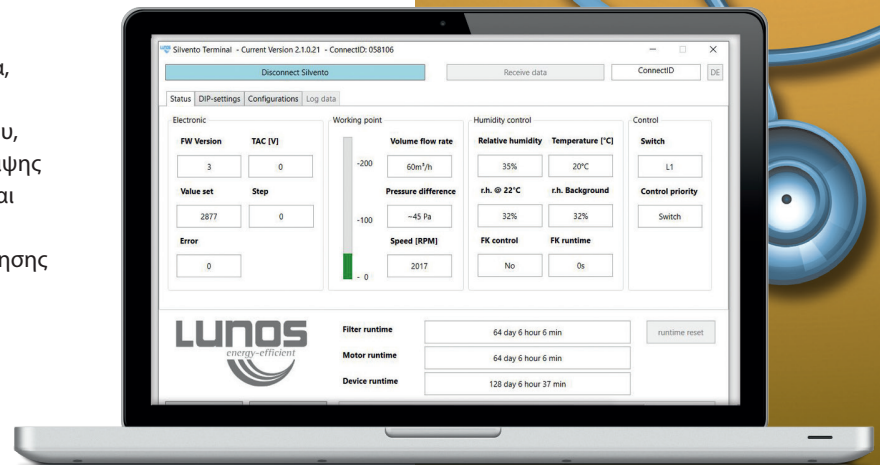 α,
υ,
ψης
αι
ησης
Silvento Terminal - Current Version 2.1.0.21 - ConnectID: 058106
Disconnect Silvento Receive data ConnectID DE
Status DIP-settings Configurations Log data
Electronic Working point Humidity control Control
FW Version TAC [V] Volume flow rate Relative humidity Temperature [°C] Switch
3 0 -200 60m³/h 35% 20°C L1
Value set Step Pressure difference r.h. @ 22°C r.h. Background Control priority
2877 0 -100 ~45 Pa 32% 32% Switch
Error Speed [RPM] FK control FK runtime
0 - 0 2017 No 0s
LUNOS
energy-efficient
Filter runtime 64 day 6 hour 6 min runtime reset
Motor runtime 64 day 6 hour 6 min
Device runtime 128 day 6 hour 37 min